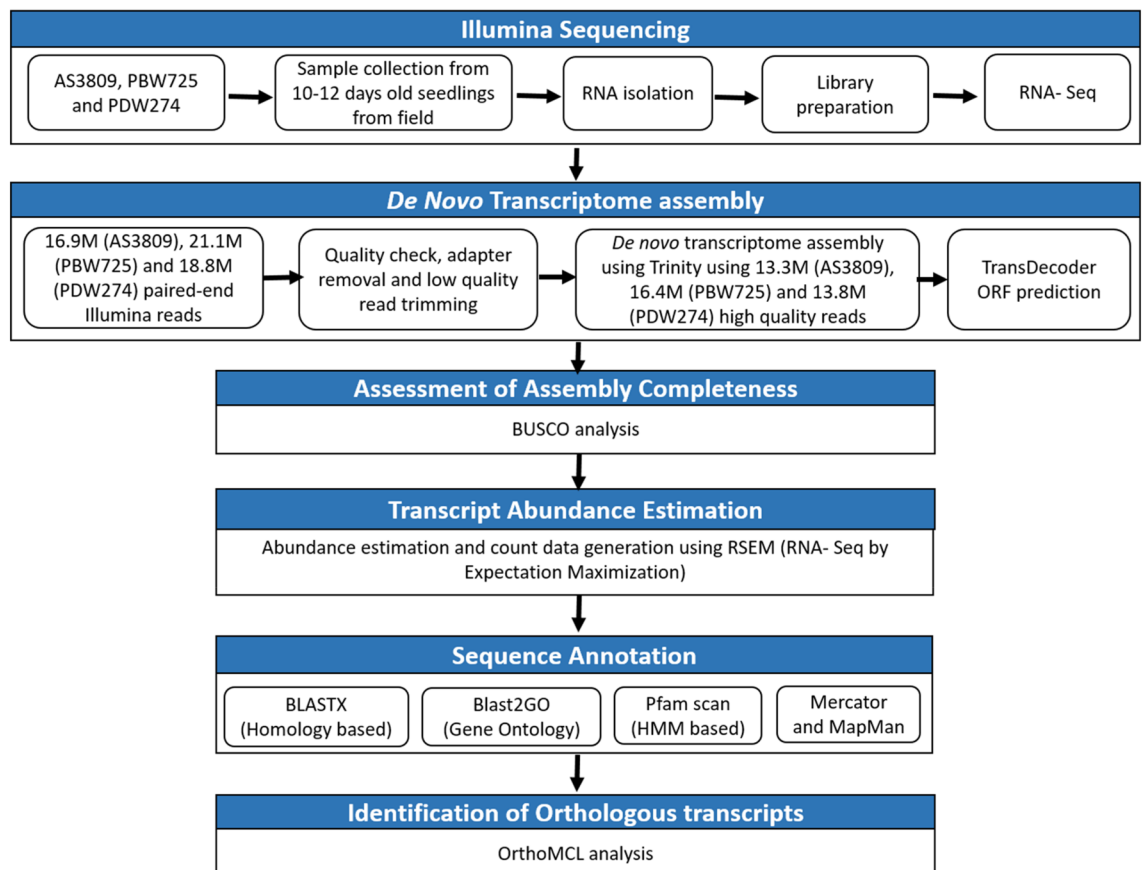 Illumina Sequencing
AS3809, PBW725
and PDW274
Sample collection from
10-12 days old seedlings
from field
RNA isolation
Library
preparation
RNA- Seq
De Novo Transcriptome assembly
16.9M (AS3809), 21.1M
(PBW725) and 18.8M
(PDW274) paired-end
Illumina reads
Quality check, adapter
removal and low quality
read trimming
De novo transcriptome assembly
using Trinity using 13.3M (AS3809),
16.4M (PBW725) and 13.8M
(PDW274) high quality reads
TransDecoder
ORF prediction
Assessment of Assembly Completeness
BUSCO analysis
Transcript Abundance Estimation
Abundance estimation and count data generation using RSEM (RNA- Seq by
Expectation Maximization)
Sequence Annotation
BLASTX
(Homology based)
Blast2GO
(Gene Ontology)
Pfam scan
(HMM based)
Mercator
and MapMan
Identification of Orthologous transcripts
OrthoMCL analysis